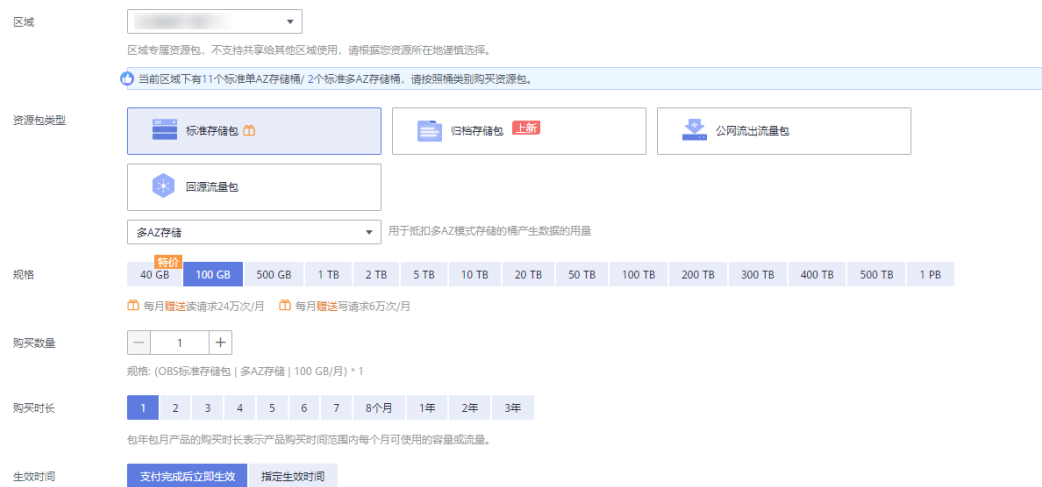 区域
区域专属资源包，不支持共享给其他区域使用，请根据您资源所在地谨慎选择。
当前区域下有11个标准单AZ存储桶/ 2个标准多AZ存储桶，请按照桶类别购买资源包。
资源包类型
标准存储包
归档存储包 上新
公网流出流量包
回源流量包
多AZ存储
用于抵扣多AZ模式存储的桶产生数据的用量
特价
规格 40 GB 100 GB 500 GB 1 TB 2 TB 5 TB 10 TB 20 TB 50 TB 100 TB 200 TB 300 TB 400 TB 500 TB 1 PB
每月赠送读请求24万次/月 每月赠送写请求6万次/月
购买数量 — 1 +
规格: (OBS标准存储包 | 多AZ存储 | 100 GB/月) * 1
购买时长 1 2 3 4 5 6 7 8个月 1年 2年 3年
包年包月产品的购买时长表示产品购买时间范围内每个月可使用的容量或流量。
生效时间 支付完成后立即生效 指定生效时间